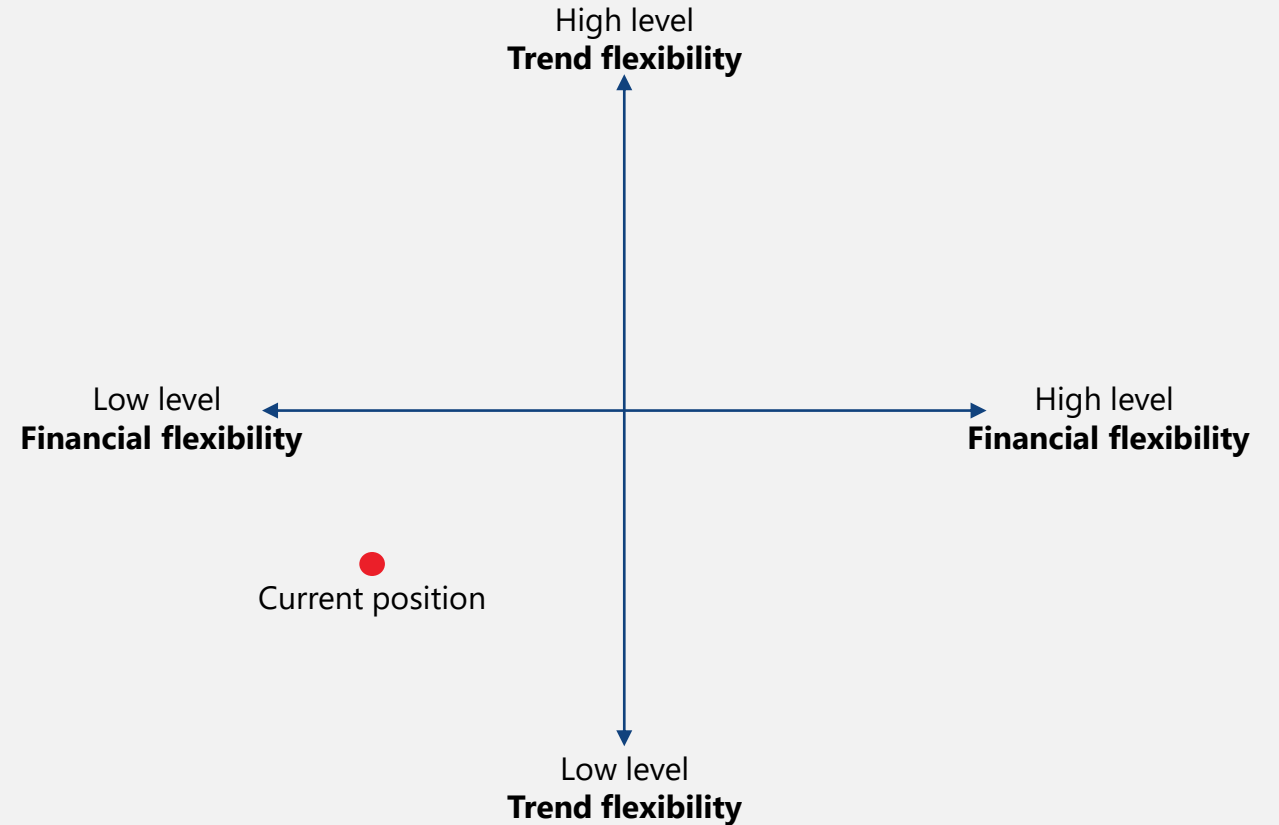 High level
Trend flexibility
Low level
Financial flexibility
High level
Financial flexibility
Current position
Low level
Trend flexibility